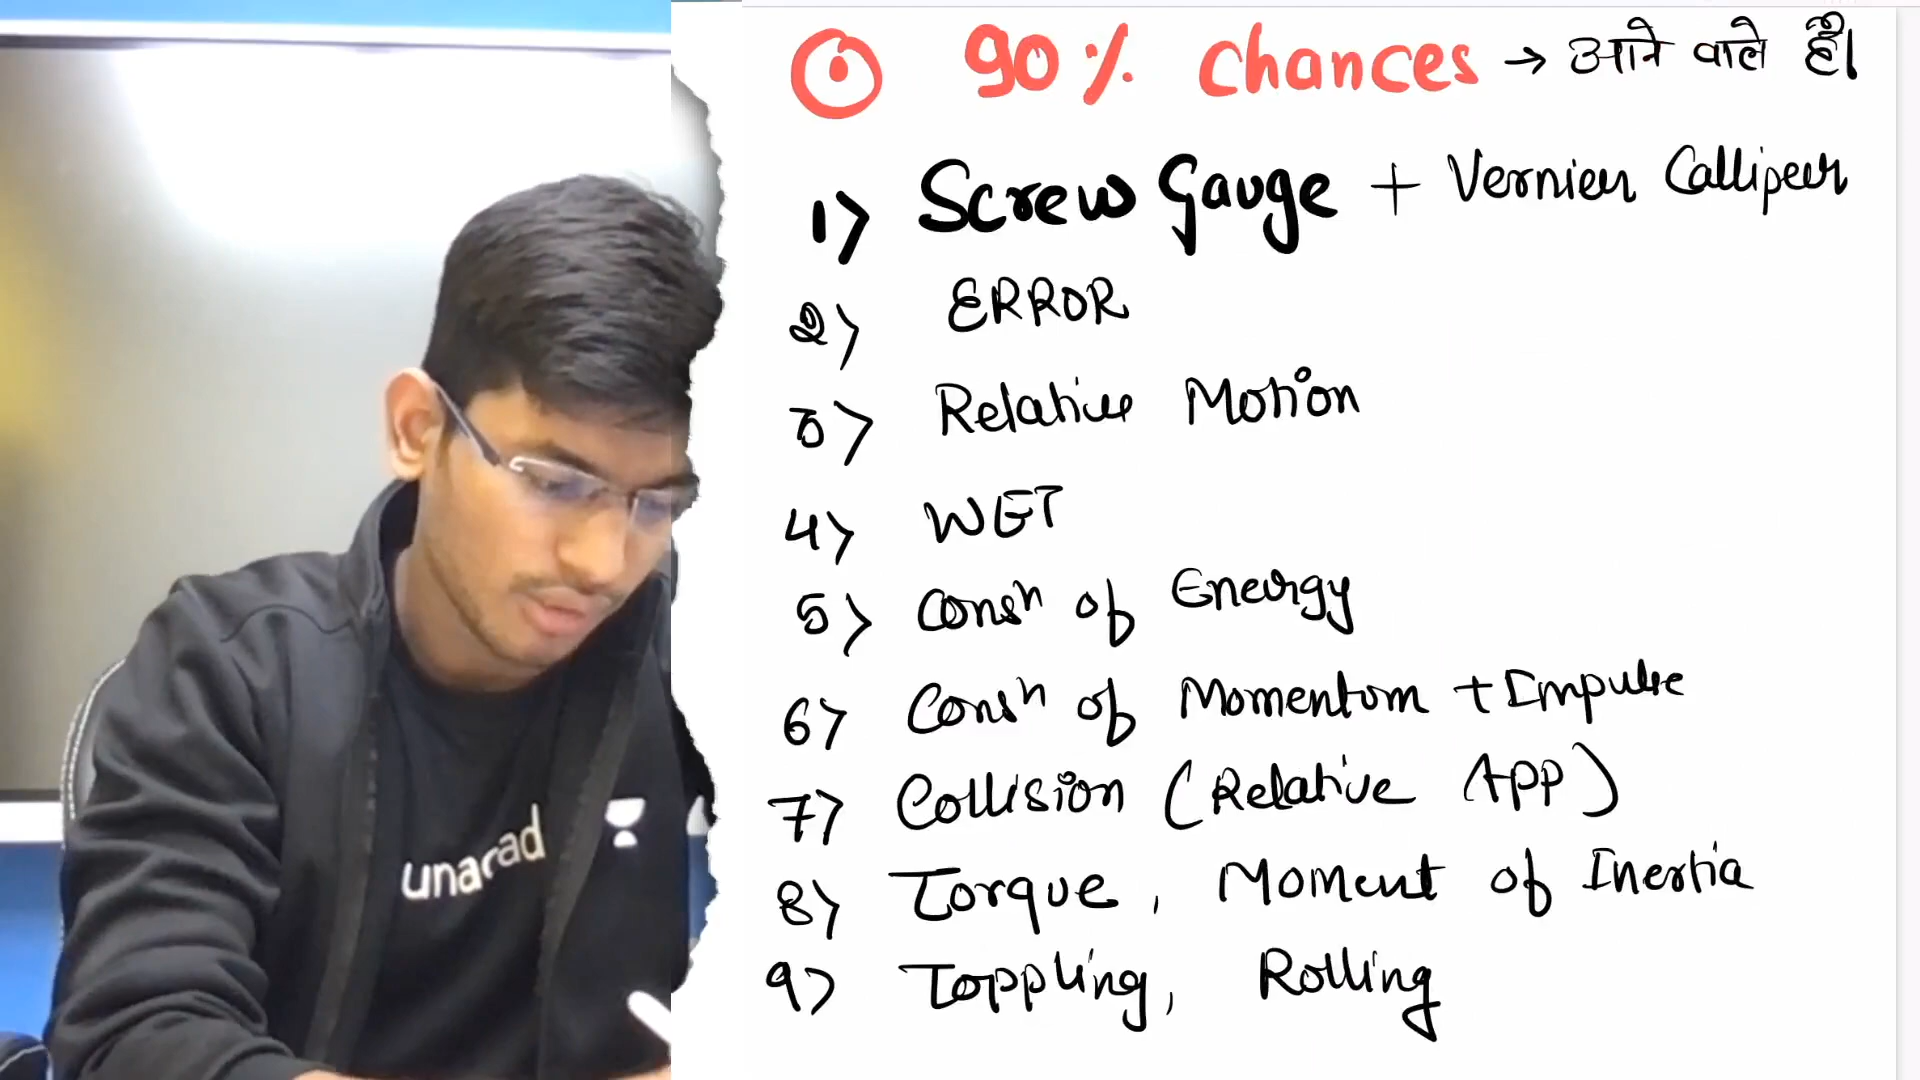 ⊙ 90% Chances → आने वाले हैं।
1) Screw Gauge + Vernier Calliper
2) ERROR
3) Relative Motion
4) WET
5) Consⁿ of Energy
6) Consⁿ of Momentum + Impulse
7) Collision (Relative App)
8) Torque, Moment of Inertia
9) Toppling, Rolling
unacad